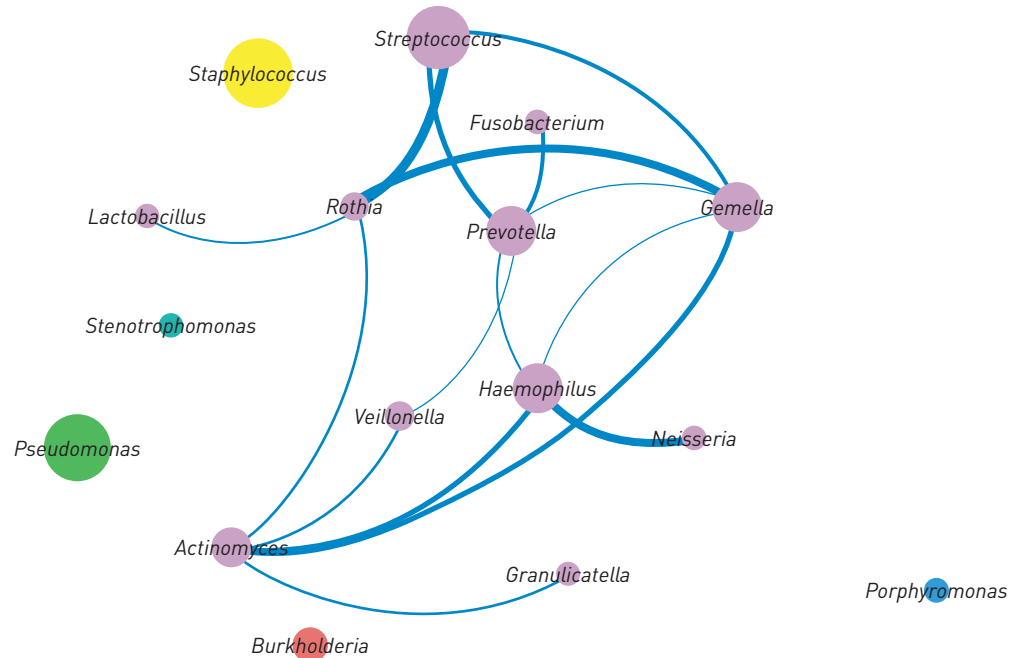 Streptococcus
Staphylococcus
Fusobacterium
Lactobacillus
Rothia
Gemella
Prevotella
Stenotrophomonas
Haemophilus
Veillonella
Neisseria
Pseudomonas
Actinomyces
Granulicatella
Porphyromonas
Burkholderia